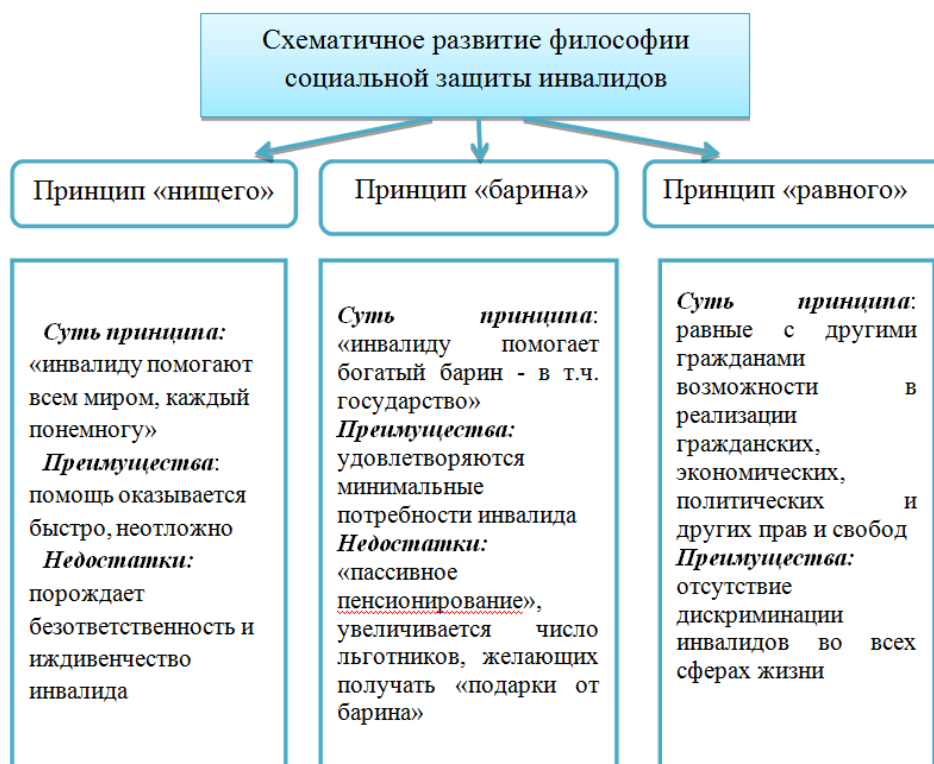 Схематичное развитие философии
социальной защиты инвалидов
Принцип «нищего»
Принцип «барина»
Принцип «равного»
Суть принципа:
«инвалиду помогают
всем миром, каждый
понемногу»
Преимущества:
помощь оказывается
быстро, неотложно
Недостатки:
порождает
безответственность и
иждивенчество
инвалида
Суть принципа:
«инвалиду помогает
богатый барин - в т.ч.
государство»
Преимущества:
удовлетворяются
минимальные
потребности инвалида
Недостатки:
«пассивное
пенсионирование»,
увеличивается число
льготников, желающих
получать «подарки от
барина»
Суть принципа:
равные с другими
гражданами
возможности в
реализации
гражданских,
экономических,
политических и
других прав и свобод
Преимущества:
отсутствие
дискриминации
инвалидов во всех
сферах жизни